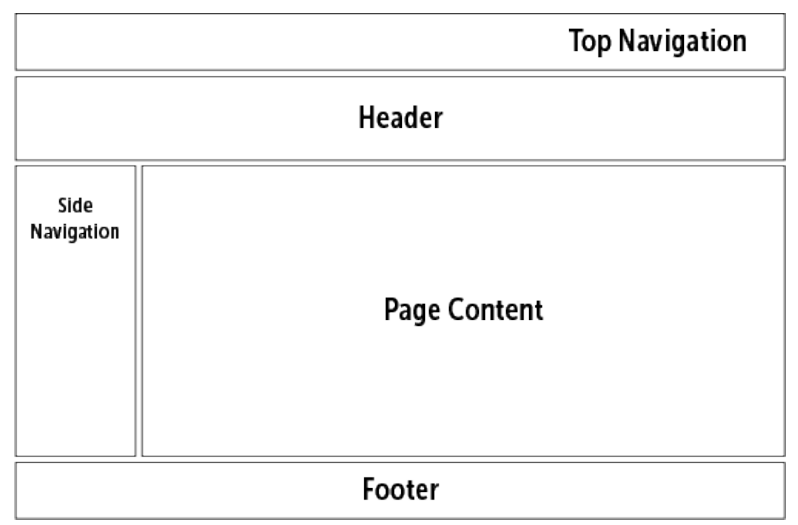 Top Navigation
Header
Side
Navigation
Page Content
Footer